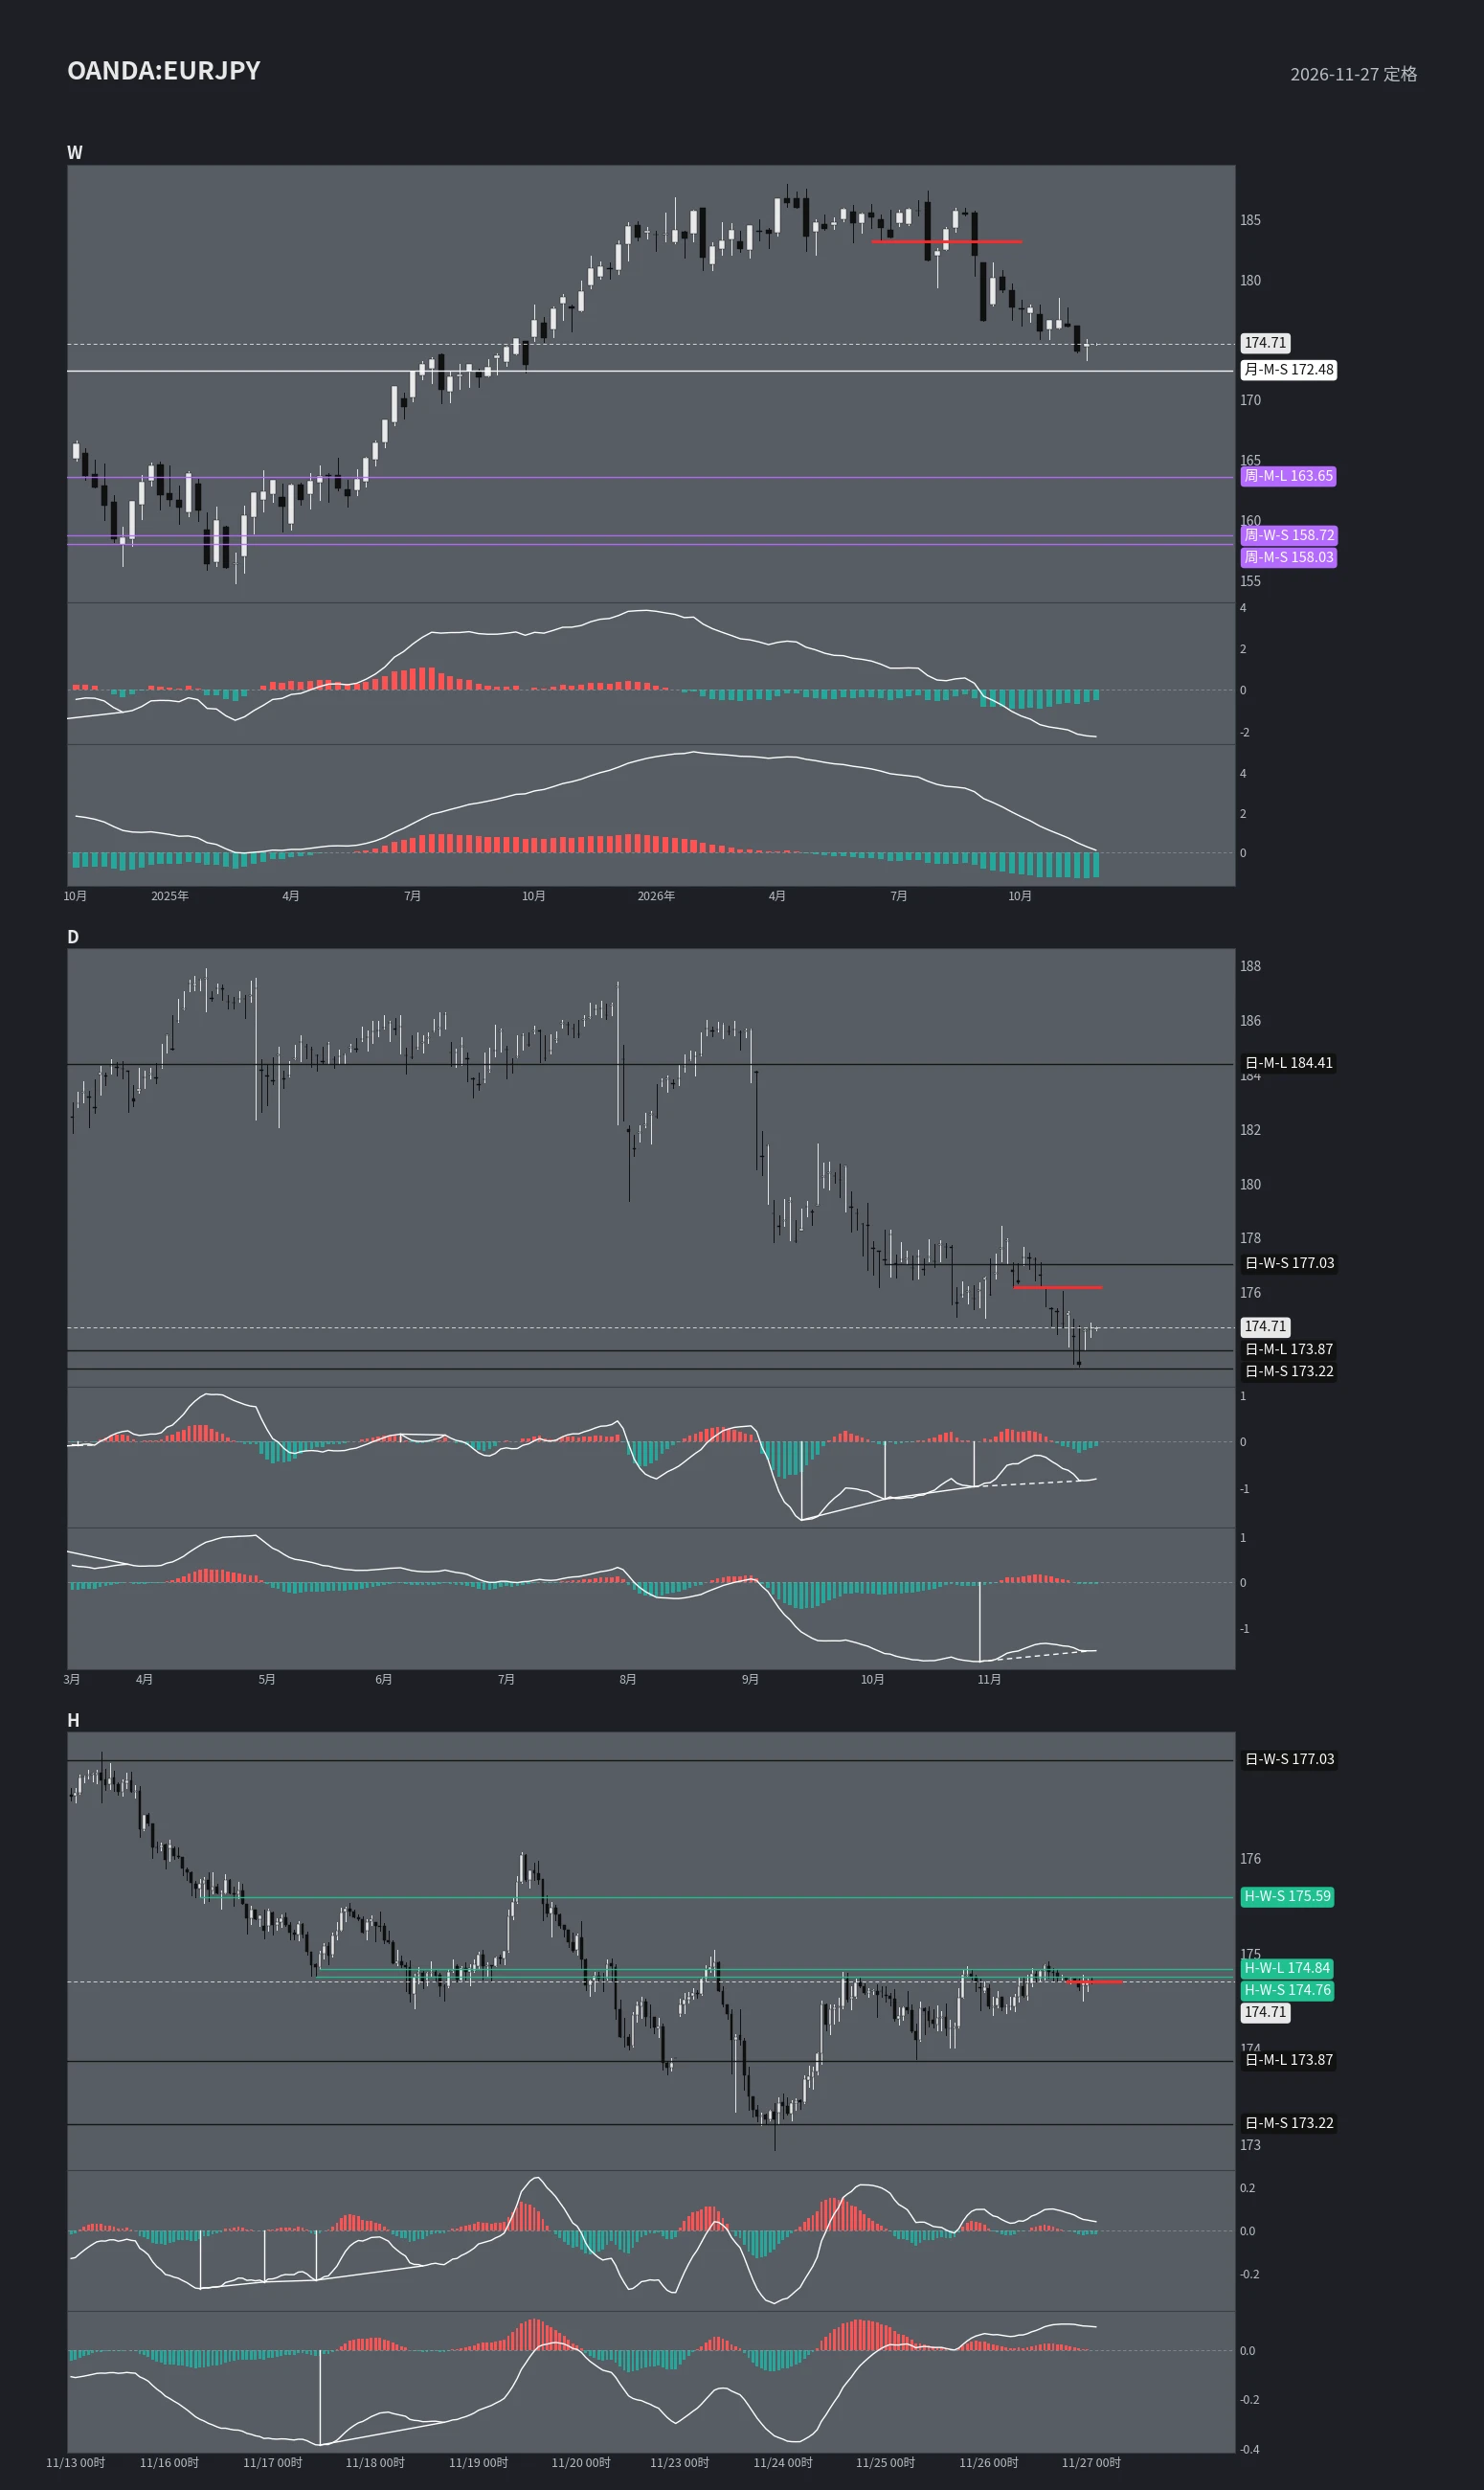 OANDA:EURJPY
2026-11-27 定格
W
185
180
174.71
月-M-S 172.48
170
165
周-M-L 163.65
160
周-W-S 158.72
周-M-S 158.03
155
4
2
0
-2
4
2
0
10月 2025年 4月 7月 10月 2026年 4月 7月 10月
D
188
186
日-M-L 184.41
184
182
180
178
日-W-S 177.03
176
174.71
日-M-L 173.87
日-M-S 173.22
1
0
-1
1
0
-1
3月 4月 5月 6月 7月 8月 9月 10月 11月
H
日-W-S 177.03
176
H-W-S 175.59
175
H-W-L 174.84
H-W-S 174.76
174.71
174
日-M-L 173.87
日-M-S 173.22
173
0.2
0.0
-0.2
0.0
-0.2
-0.4
11/13 00时 11/16 00时 11/17 00时 11/18 00时 11/19 00时 11/20 00时 11/23 00时 11/24 00时 11/25 00时 11/26 00时 11/27 00时